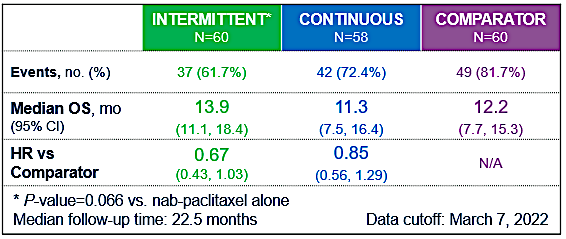 INTERMITTENT* CONTINUOUS COMPARATOR
N=60 N=58 N=60
Events, no. (%) 37 (61.7%) 42 (72.4%) 49 (81.7%)
Median OS, mo 13.9 11.3 12.2
(95% CI) (11.1, 18.4) (7.5, 16.4) (7.7, 15.3)
HR vs 0.67 0.85
Comparator (0.43, 1.03) (0.56, 1.29) N/A
* P-value=0.066 vs. nab-paclitaxel alone
Median follow-up time: 22.5 months Data cutoff: March 7, 2022